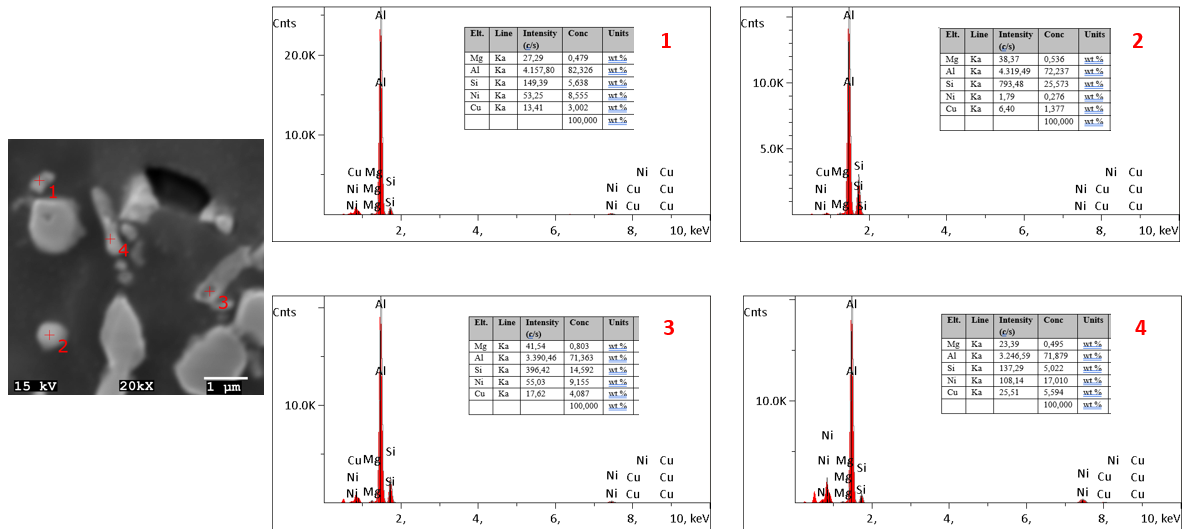 1
4
3
2
15 kV 20kX 1 µm
Cnts
Al
Elt. Line Intensity (c/s) Conc Units
Mg Ka 27,29 0,479 wt.%
Al Ka 4.157,80 82,326 wt.%
Si Ka 149,39 5,638 wt.%
Ni Ka 53,25 8,555 wt.%
Cu Ka 13,41 3,002 wt.%
100,000 wt.%
1
20.0K
Al
10.0K
Cu Mg
Si
Ni Mg
Ni Mg Si
Ni Cu
Ni Cu Cu
Ni Cu Cu
2, 4, 6, 8, 10, keV
Cnts
Al
Elt. Line Intensity (c/s) Conc Units
Mg Ka 38,37 0,536 wt.%
Al Ka 4.319,49 72,237 wt.%
Si Ka 793,48 25,573 wt.%
Ni Ka 1,79 0,276 wt.%
Cu Ka 6,40 1,377 wt.%
100,000 wt.%
2
10.0K
Al
5.0K
Cu Mg Si
Ni Mg
Ni Mg Si
Ni Cu
Ni Cu Cu
Ni Cu Cu
2, 4, 6, 8, 10, keV
Cnts
Al
Elt. Line Intensity (c/s) Conc Units
Mg Ka 41,54 0,803 wt.%
Al Ka 3.390,46 71,363 wt.%
Si Ka 396,42 14,592 wt.%
Ni Ka 55,03 9,155 wt.%
Cu Ka 17,62 4,087 wt.%
100,000 wt.%
3
Al
10.0K
Cu Mg Si
Ni
Ni Mg Si
Ni Cu
Ni Cu Cu
Ni Cu Cu
2, 4, 6, 8, 10, keV
Cnts
Al
Elt. Line Intensity (c/s) Conc Units
Mg Ka 23,39 0,495 wt.%
Al Ka 3.246,59 71,879 wt.%
Si Ka 137,29 5,022 wt.%
Ni Ka 108,14 17,010 wt.%
Cu Ka 25,51 5,594 wt.%
100,000 wt.%
4
Al
10.0K
Ni
Ni Mg Si
Mg
Ni Mg Si
Ni Cu
Ni Cu Cu
Ni Cu Cu
2, 4, 6, 8, 10, keV